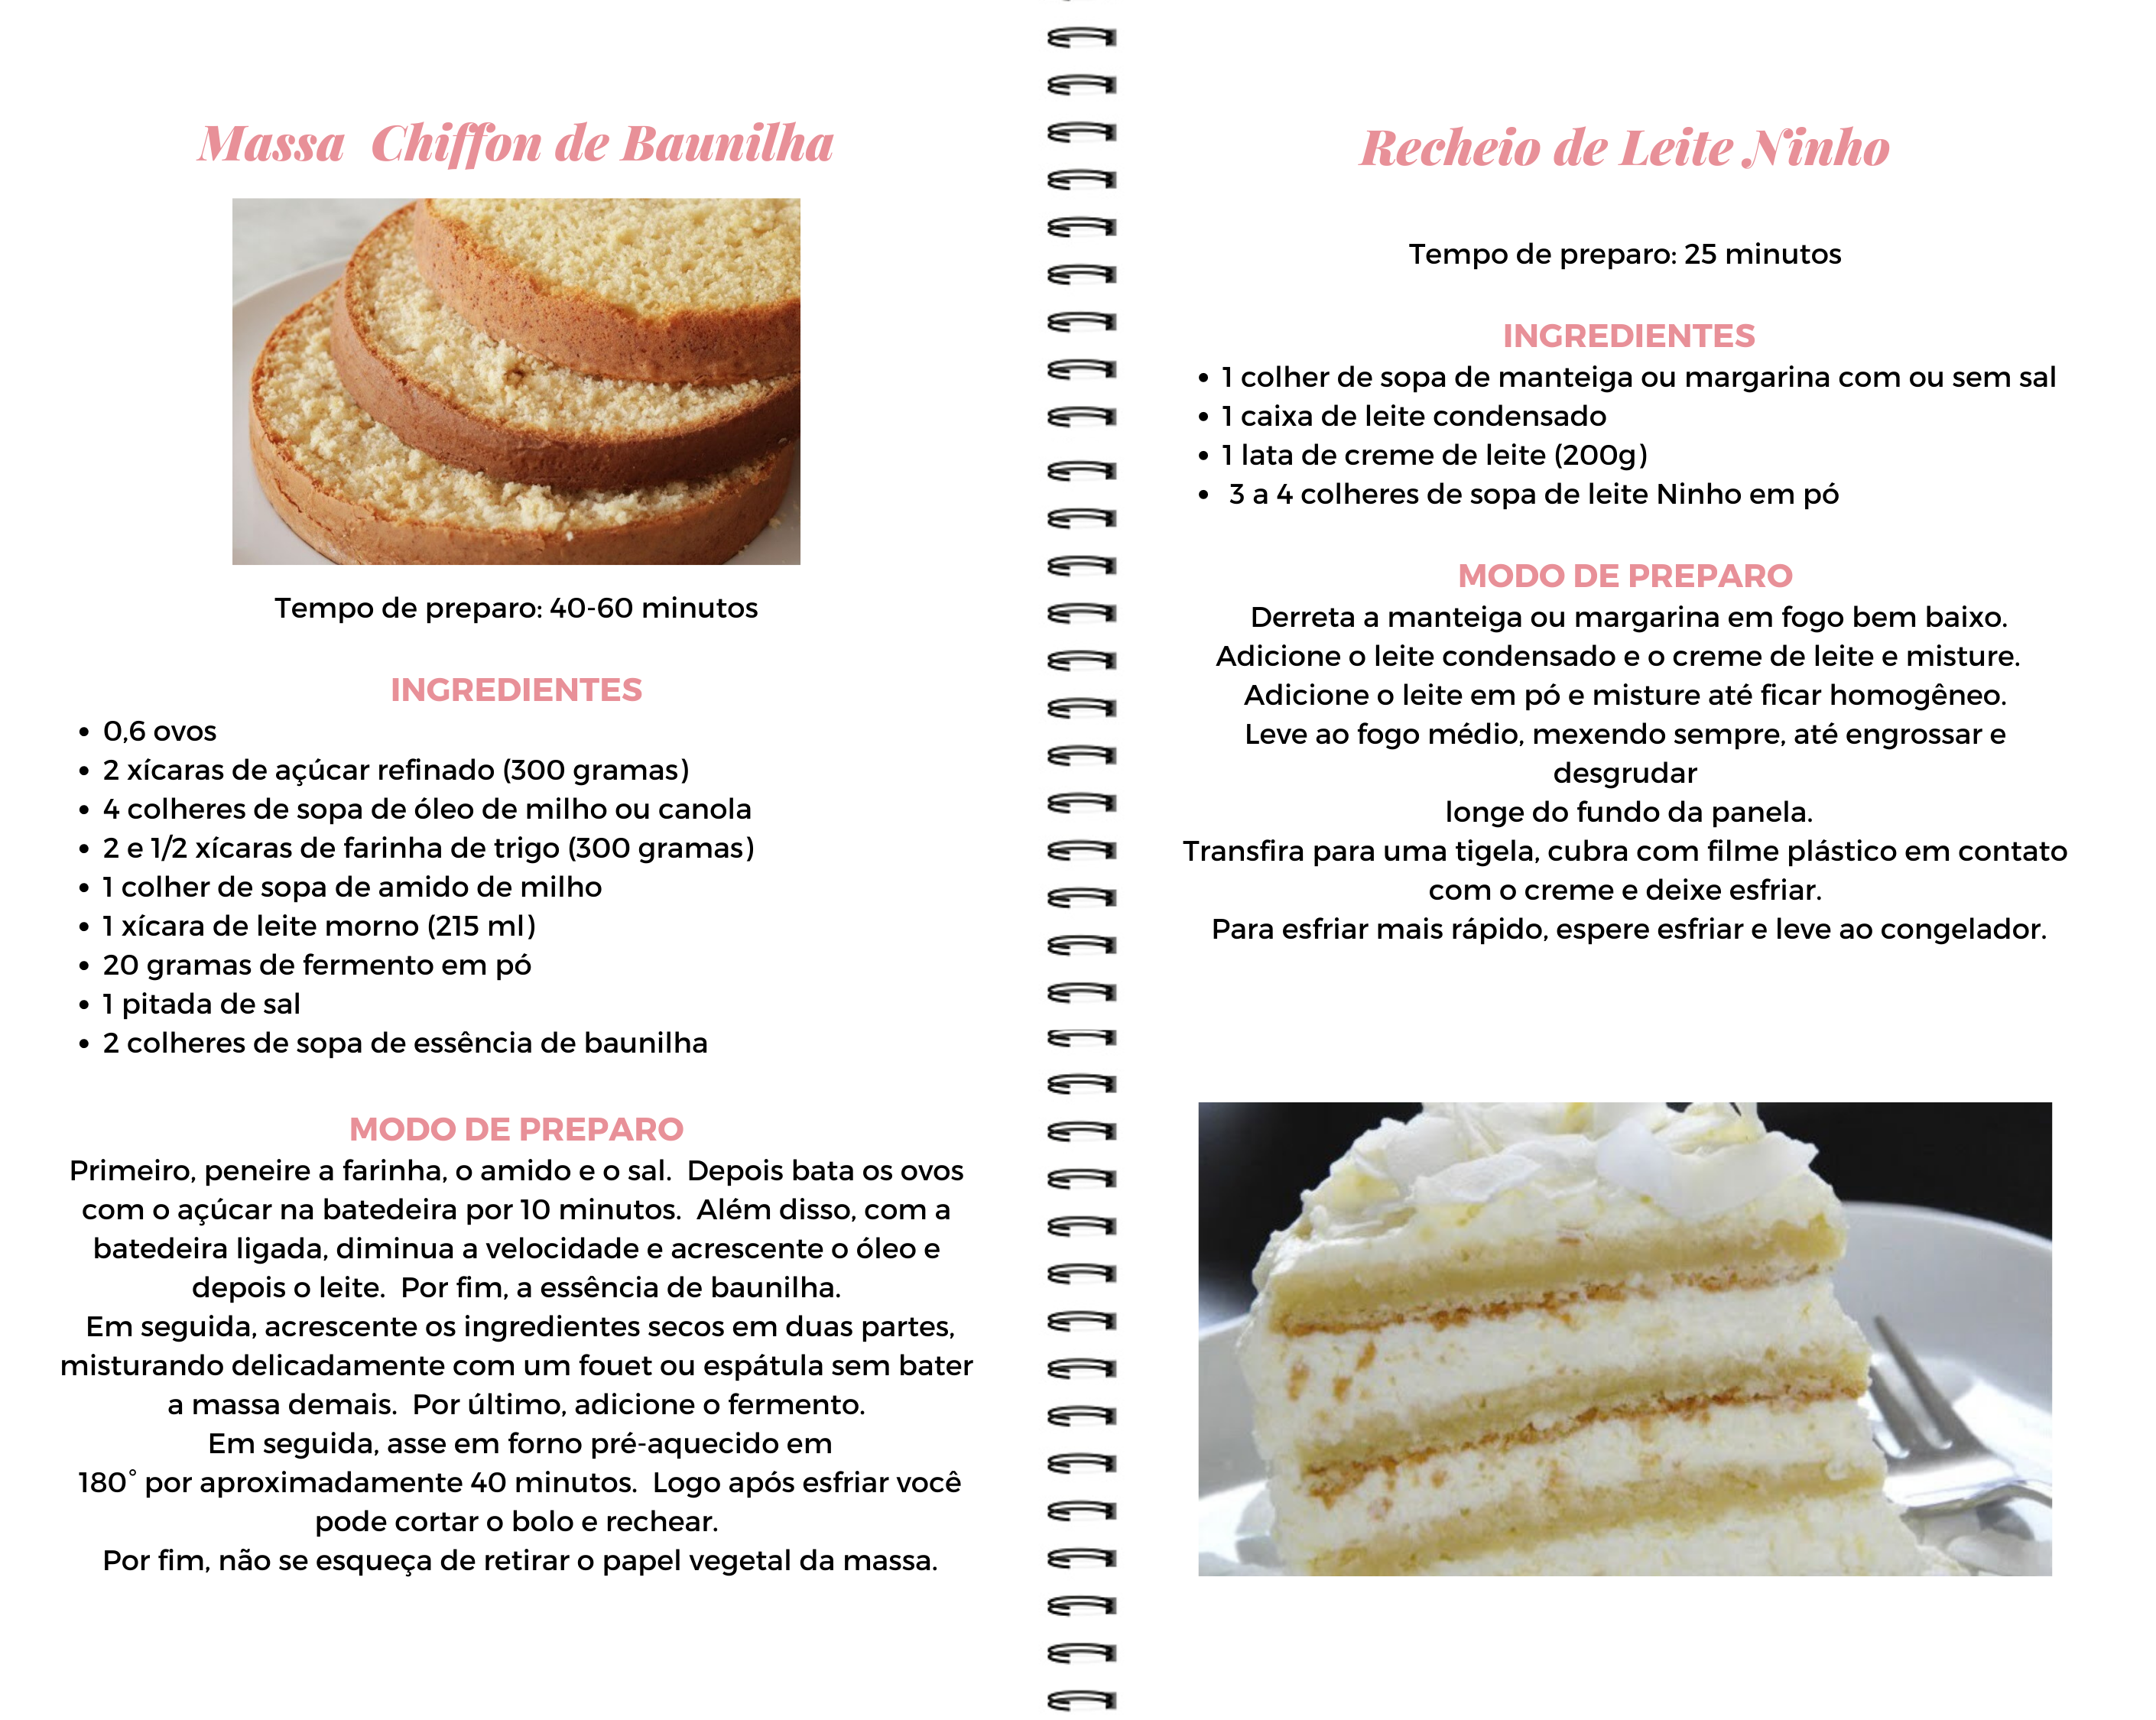 Massa Chiffon de Baunilha
Tempo de preparo: 40-60 minutos
INGREDIENTES
• 0,6 ovos
• 2 xícaras de açúcar refinado (300 gramas)
• 4 colheres de sopa de óleo de milho ou canola
• 2 e 1/2 xícaras de farinha de trigo (300 gramas)
• 1 colher de sopa de amido de milho
• 1 xícara de leite morno (215 ml)
• 20 gramas de fermento em pó
• 1 pitada de sal
• 2 colheres de sopa de essência de baunilha
MODO DE PREPARO
Primeiro, peneire a farinha, o amido e o sal. Depois bata os ovos
com o açúcar na batedeira por 10 minutos. Além disso, com a
batedeira ligada, diminua a velocidade e acrescente o óleo e
depois o leite. Por fim, a essência de baunilha.
Em seguida, acrescente os ingredientes secos em duas partes,
misturando delicadamente com um fouet ou espátula sem bater
a massa demais. Por último, adicione o fermento.
Em seguida, asse em forno pré-aquecido em
180° por aproximadamente 40 minutos. Logo após esfriar você
pode cortar o bolo e rechear.
Por fim, não se esqueça de retirar o papel vegetal da massa.
Recheio de Leite Ninho
Tempo de preparo: 25 minutos
INGREDIENTES
• 1 colher de sopa de manteiga ou margarina com ou sem sal
• 1 caixa de leite condensado
• 1 lata de creme de leite (200g)
• 3 a 4 colheres de sopa de leite Ninho em pó
MODO DE PREPARO
Derreta a manteiga ou margarina em fogo bem baixo.
Adicione o leite condensado e o creme de leite e misture.
Adicione o leite em pó e misture até ficar homogêneo.
Leve ao fogo médio, mexendo sempre, até engrossar e
desgrudar
longe do fundo da panela.
Transfira para uma tigela, cubra com filme plástico em contato
com o creme e deixe esfriar.
Para esfriar mais rápido, espere esfriar e leve ao congelador.